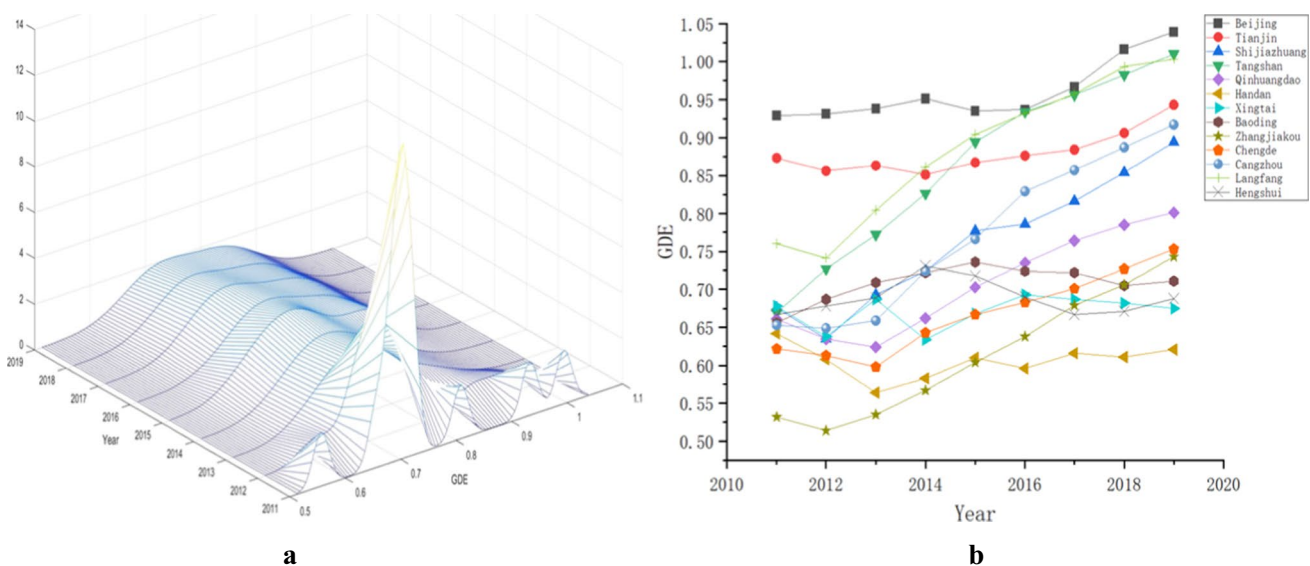 14
12
10
8
6
4
2
0
2019
2018
2017
2016
2015
2014
2013
2012
2011
Year
0.5
0.6
0.7
0.8
0.9
1
1.1
GDE
a
1.05
1.00
0.95
0.90
0.85
0.80
0.75
0.70
0.65
0.60
0.55
0.50
GDE
2010
2012
2014
2016
2018
2020
Year
Beijing
Tianjin
Shijiazhuang
Tangshan
Qinhuangdao
Handan
Xingtai
Baoding
Zhangjiakou
Chengde
Cangzhou
Langfang
Hengshui
b